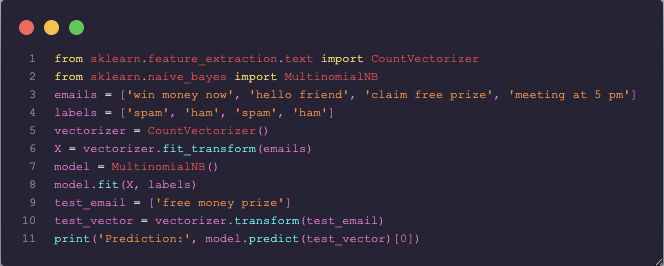 1 from sklearn.feature_extraction.text import CountVectorizer
2 from sklearn.naive_bayes import MultinomialNB
3 emails = ['win money now', 'hello friend', 'claim free prize', 'meeting at 5 pm']
4 labels = ['spam', 'ham', 'spam', 'ham']
5 vectorizer = CountVectorizer()
6 X = vectorizer.fit_transform(emails)
7 model = MultinomialNB()
8 model.fit(X, labels)
9 test_email = ['free money prize']
10 test_vector = vectorizer.transform(test_email)
11 print('Prediction:', model.predict(test_vector)[0])